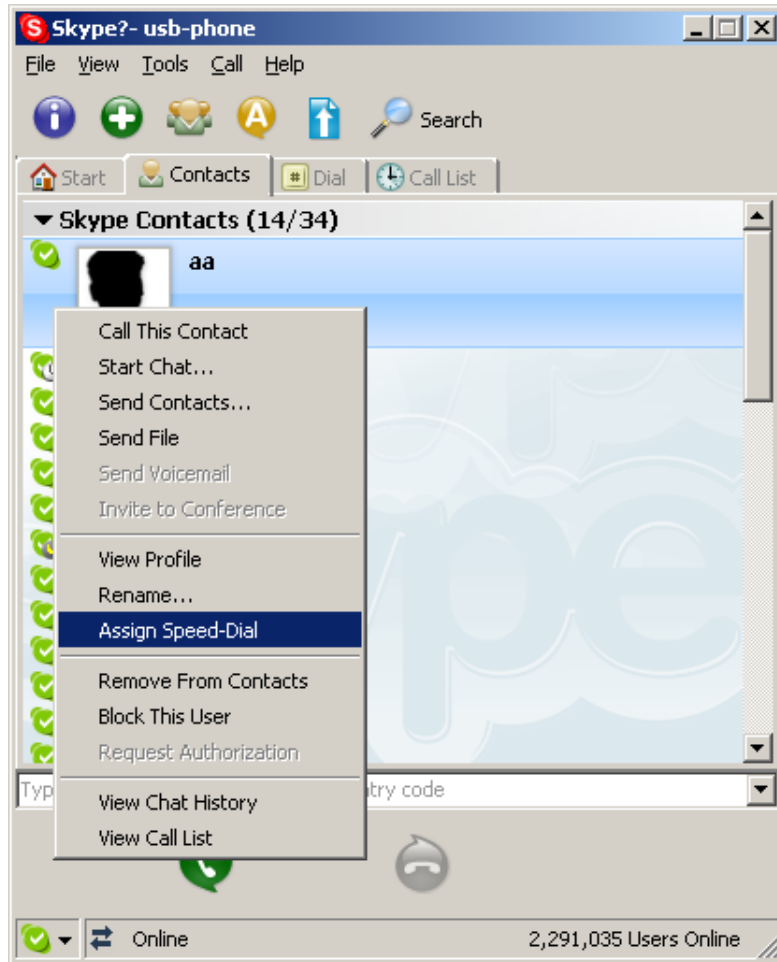 Skype?- usb-phone
File View Tools Call Help
Search
Start Contacts Dial Call List
Skype Contacts (14/34)
aa
Call This Contact
Start Chat...
Send Contacts...
Send File
Send Voicemail
Invite to Conference
View Profile
Rename...
Assign Speed-Dial
Remove From Contacts
Block This User
Request Authorization
code
View Chat History
View Call List
Online 2,291,035 Users Online